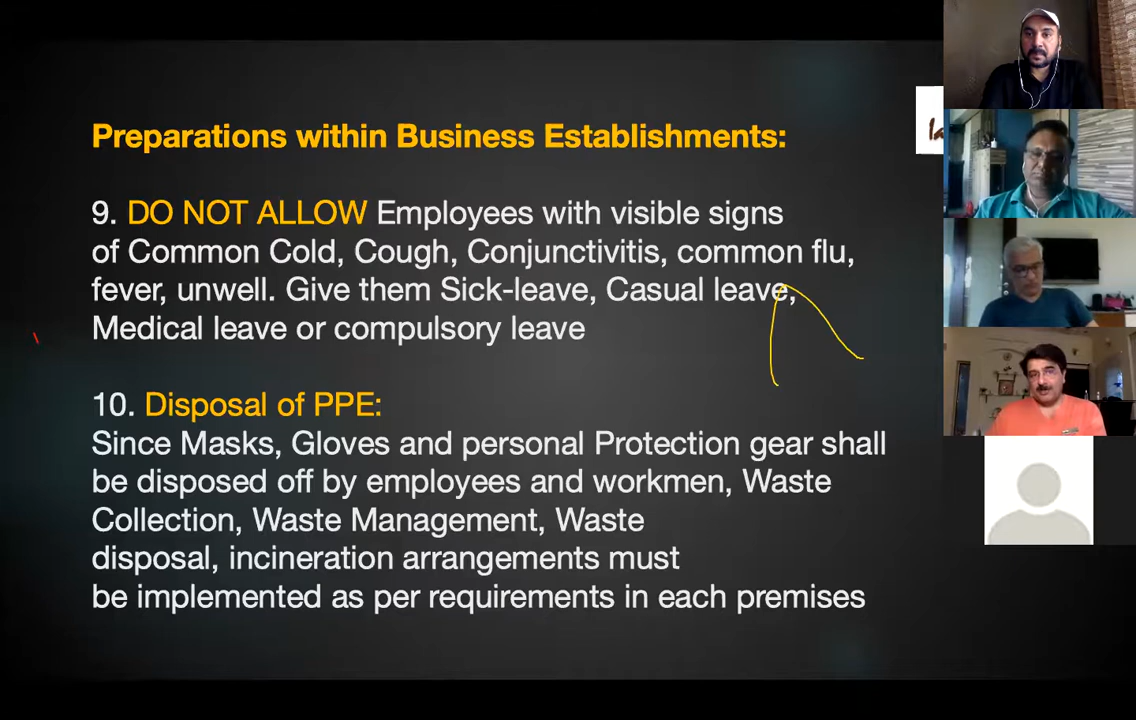 Preparations within Business Establishments:
9. DO NOT ALLOW Employees with visible signs
of Common Cold, Cough, Conjunctivitis, common flu,
fever, unwell. Give them Sick-leave, Casual leave,
Medical leave or compulsory leave
10. Disposal of PPE:
Since Masks, Gloves and personal Protection gear shall
be disposed off by employees and workmen, Waste
Collection, Waste Management, Waste
disposal, incineration arrangements must
be implemented as per requirements in each premises